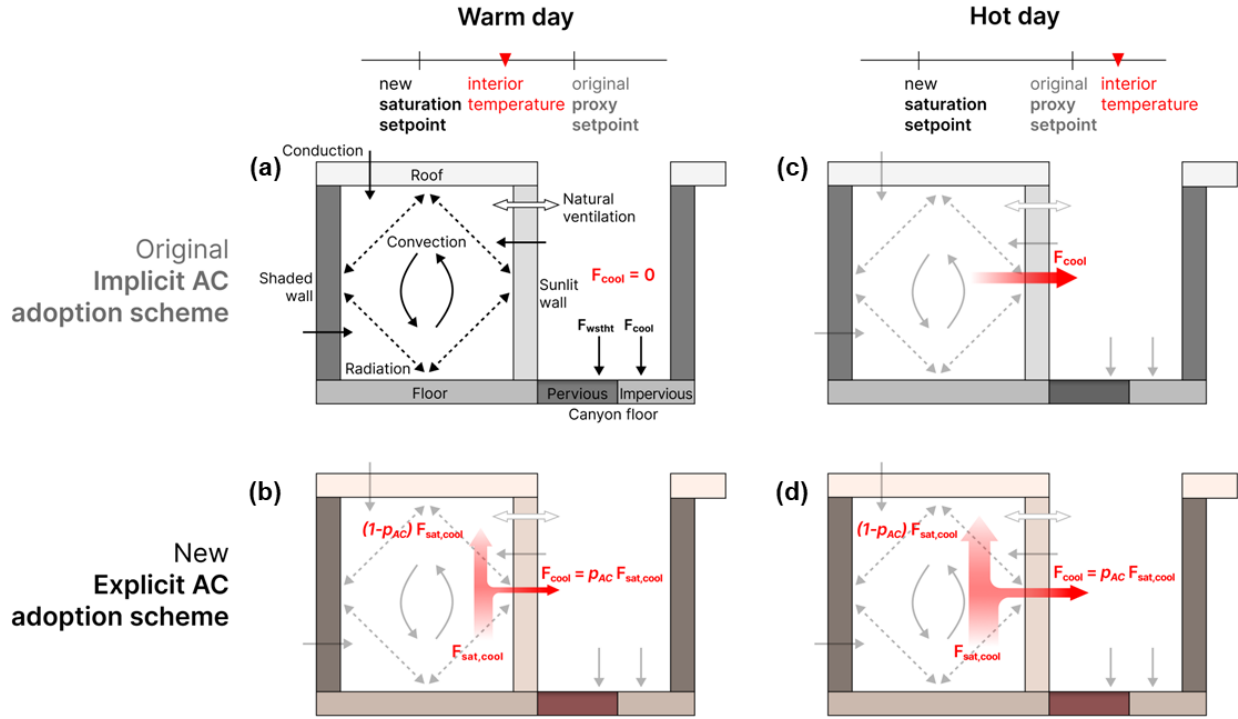 Warm day
Hot day
new
saturation
setpoint
interior
temperature
original
proxy
setpoint
new
saturation
setpoint
original
proxy
setpoint
interior
temperature
Original
Implicit AC
adoption scheme
(a)
Conduction
Roof
Natural
ventilation
Convection
Shaded
wall
Sunlit
wall
F_cool = 0
F_wstht
F_cool
Radiation
Floor
Pervious
Impervious
Canyon floor
(c)
F_cool
New
Explicit AC
adoption scheme
(b)
(1-p_AC) F_sat,cool
F_cool = p_AC F_sat,cool
F_sat,cool
(d)
(1-p_AC) F_sat,cool
F_cool = p_AC F_sat,cool
F_sat,cool